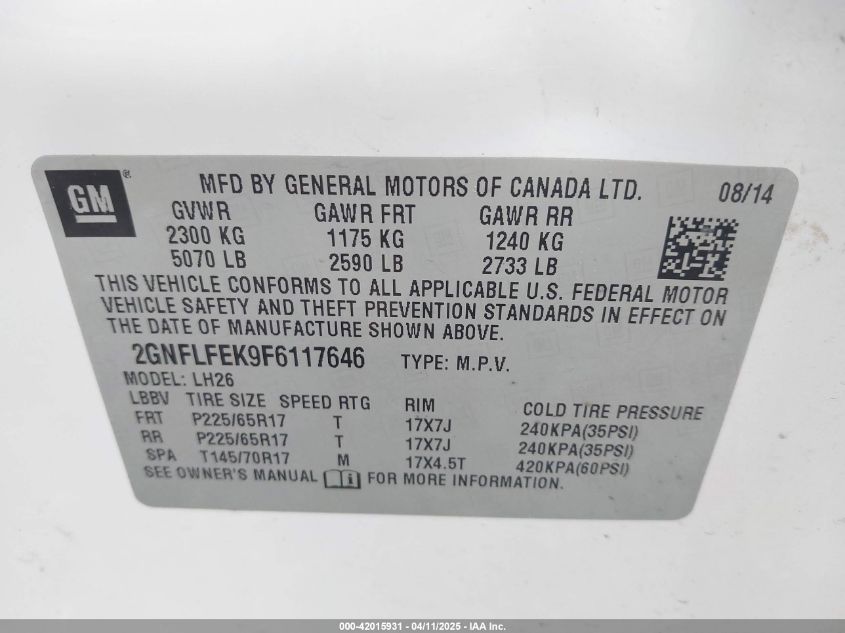 GM ® MFD BY GENERAL MOTORS OF CANADA LTD. 08/14
GVWR GAWR FRT GAWR RR
2300 KG 1175 KG 1240 KG
5070 LB 2590 LB 2733 LB
THIS VEHICLE CONFORMS TO ALL APPLICABLE U.S. FEDERAL MOTOR
VEHICLE SAFETY AND THEFT PREVENTION STANDARDS IN EFFECT ON
THE DATE OF MANUFACTURE SHOWN ABOVE.
2GNFLFEK9F6117646 TYPE: M.P.V.
MODEL: LH26
LBBV TIRE SIZE SPEED RTG RIM COLD TIRE PRESSURE
FRT P225/65R17 T 17X7J 240KPA(35PSI)
RR P225/65R17 T 17X7J 240KPA(35PSI)
SPA T145/70R17 M 17X4.5T 420KPA(60PSI)
SEE OWNER'S MANUAL i FOR MORE INFORMATION.
000-42015931 - 04/11/2025 - IAA Inc.